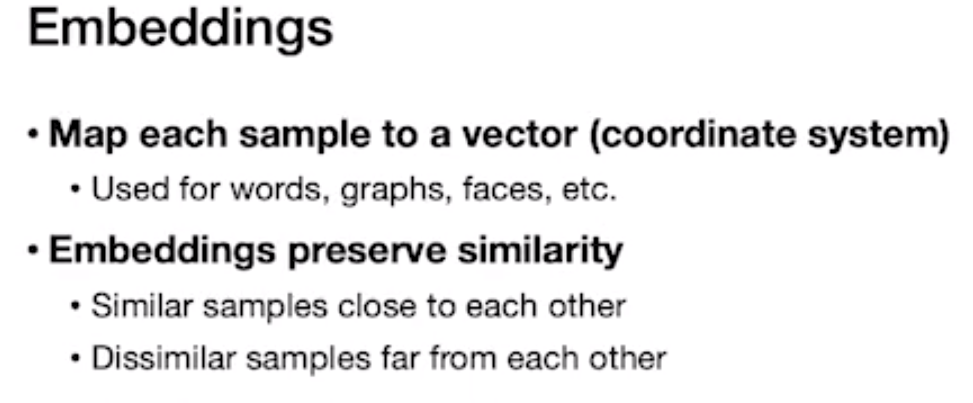 Embeddings
• Map each sample to a vector (coordinate system)
• Used for words, graphs, faces, etc.
• Embeddings preserve similarity
• Similar samples close to each other
• Dissimilar samples far from each other